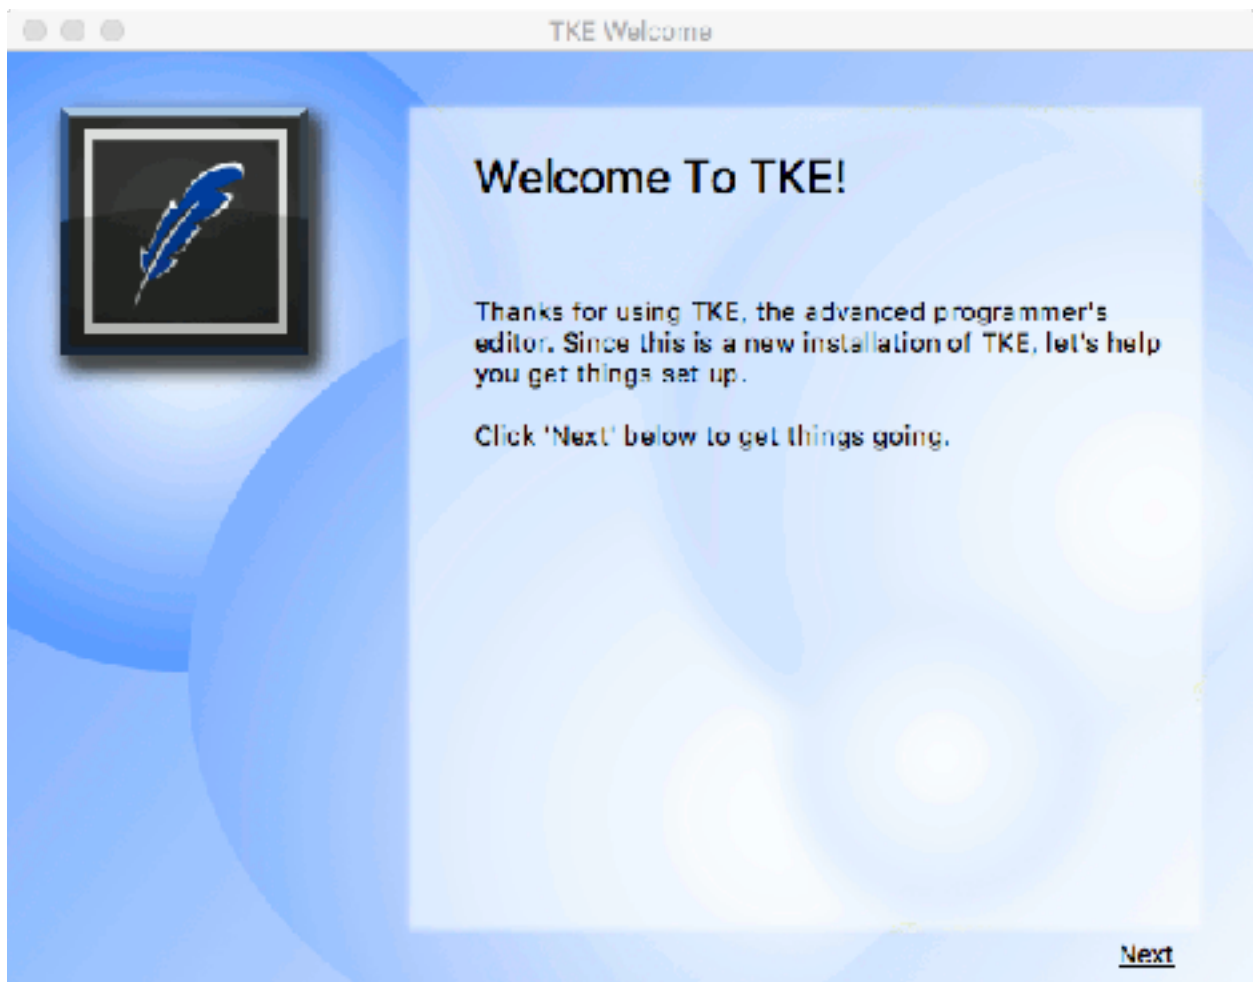 TKE Welcome
Welcome To TKE!
Thanks for using TKE, the advanced programmer's
editor. Since this is a new installation of TKE, let's help
you get things set up.
Click 'Next' below to get things going.
Next